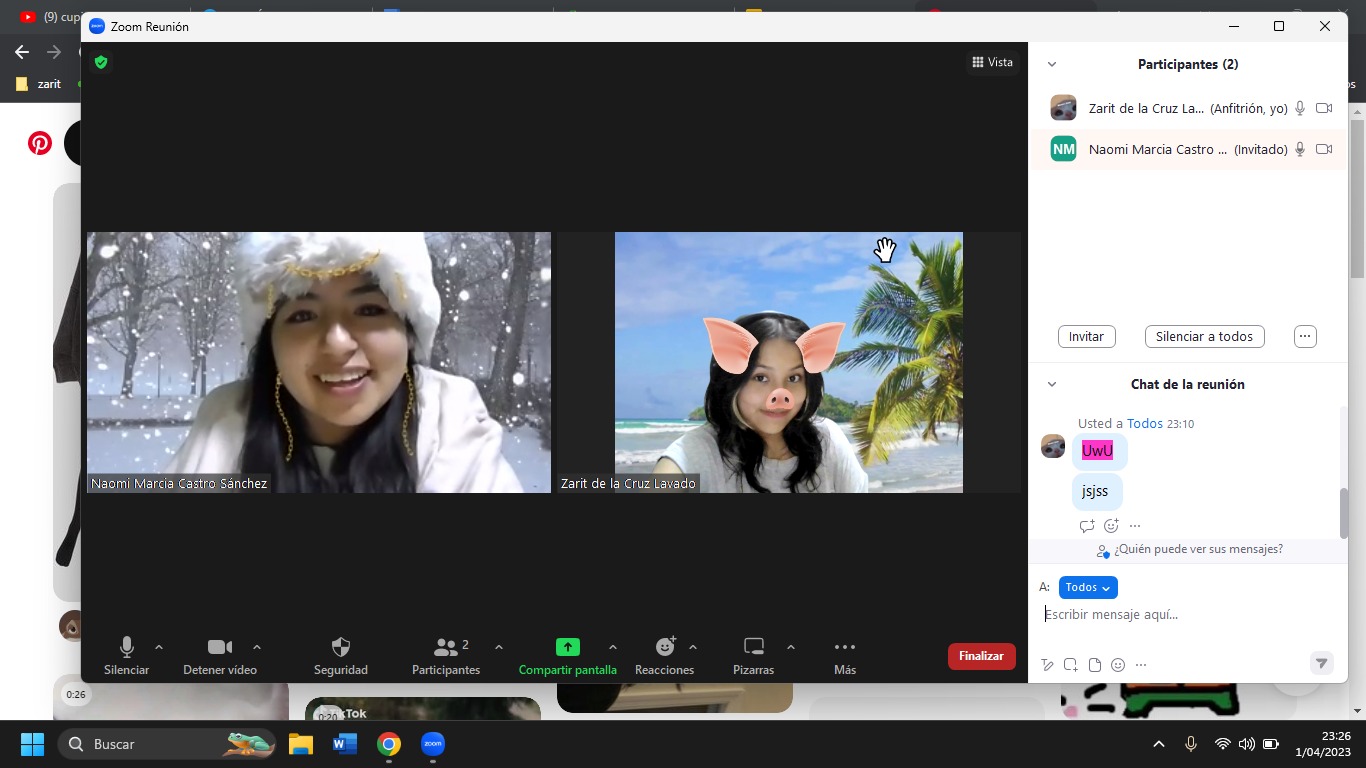 (9) cupi
zarit
zoom
Zoom Reunión
Vista
Naomi Marcia Castro Sánchez
Zarit de la Cruz Lavado
Participantes (2)
Zarit de la Cruz La... (Anfitrión, yo)
NM Naomi Marcia Castro ... (Invitado)
Invitar Silenciar a todos ...
Chat de la reunión
Usted a Todos 23:10
UwU
jsjss
¿Quién puede ver sus mensajes?
A: Todos
Escribir mensaje aquí...
2
Silenciar Detener vídeo Seguridad Participantes Compartir pantalla Reacciones Pizarras Más Finalizar
0:26
0:20
Buscar
zoom
23:26
1/04/2023